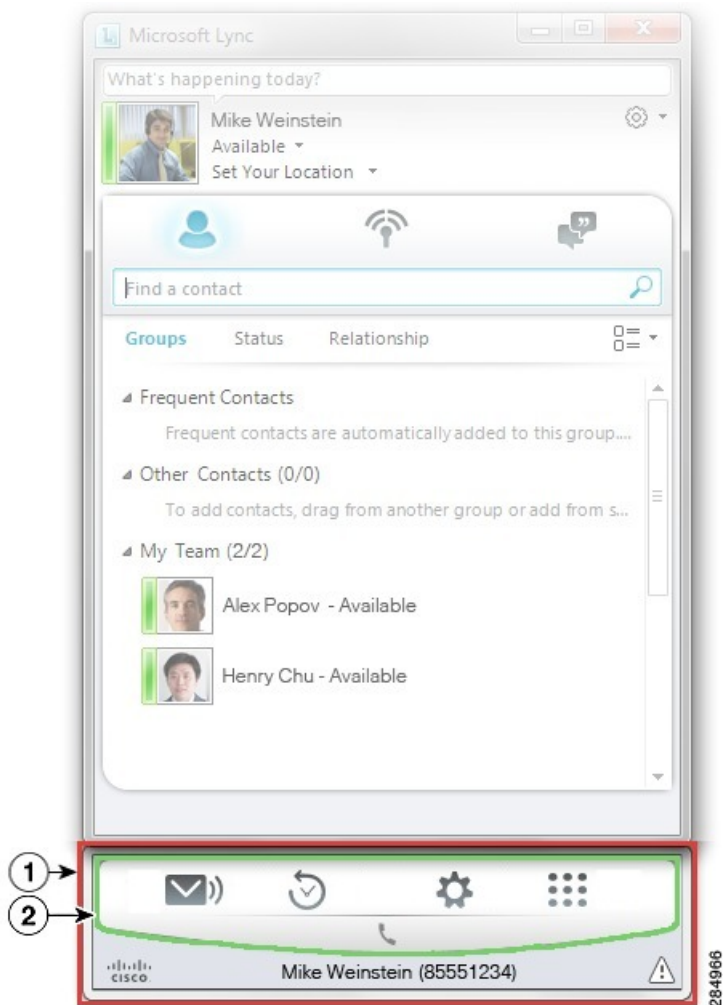 Microsoft Lync
What's happening today?
Mike Weinstein
Available
Set Your Location
Find a contact
Groups Status Relationship
Frequent Contacts
Frequent contacts are automatically added to this group....
Other Contacts (0/0)
To add contacts, drag from another group or add from s...
My Team (2/2)
Alex Popov - Available
Henry Chu - Available
1
2
CISCO
Mike Weinstein (85551234)
284966